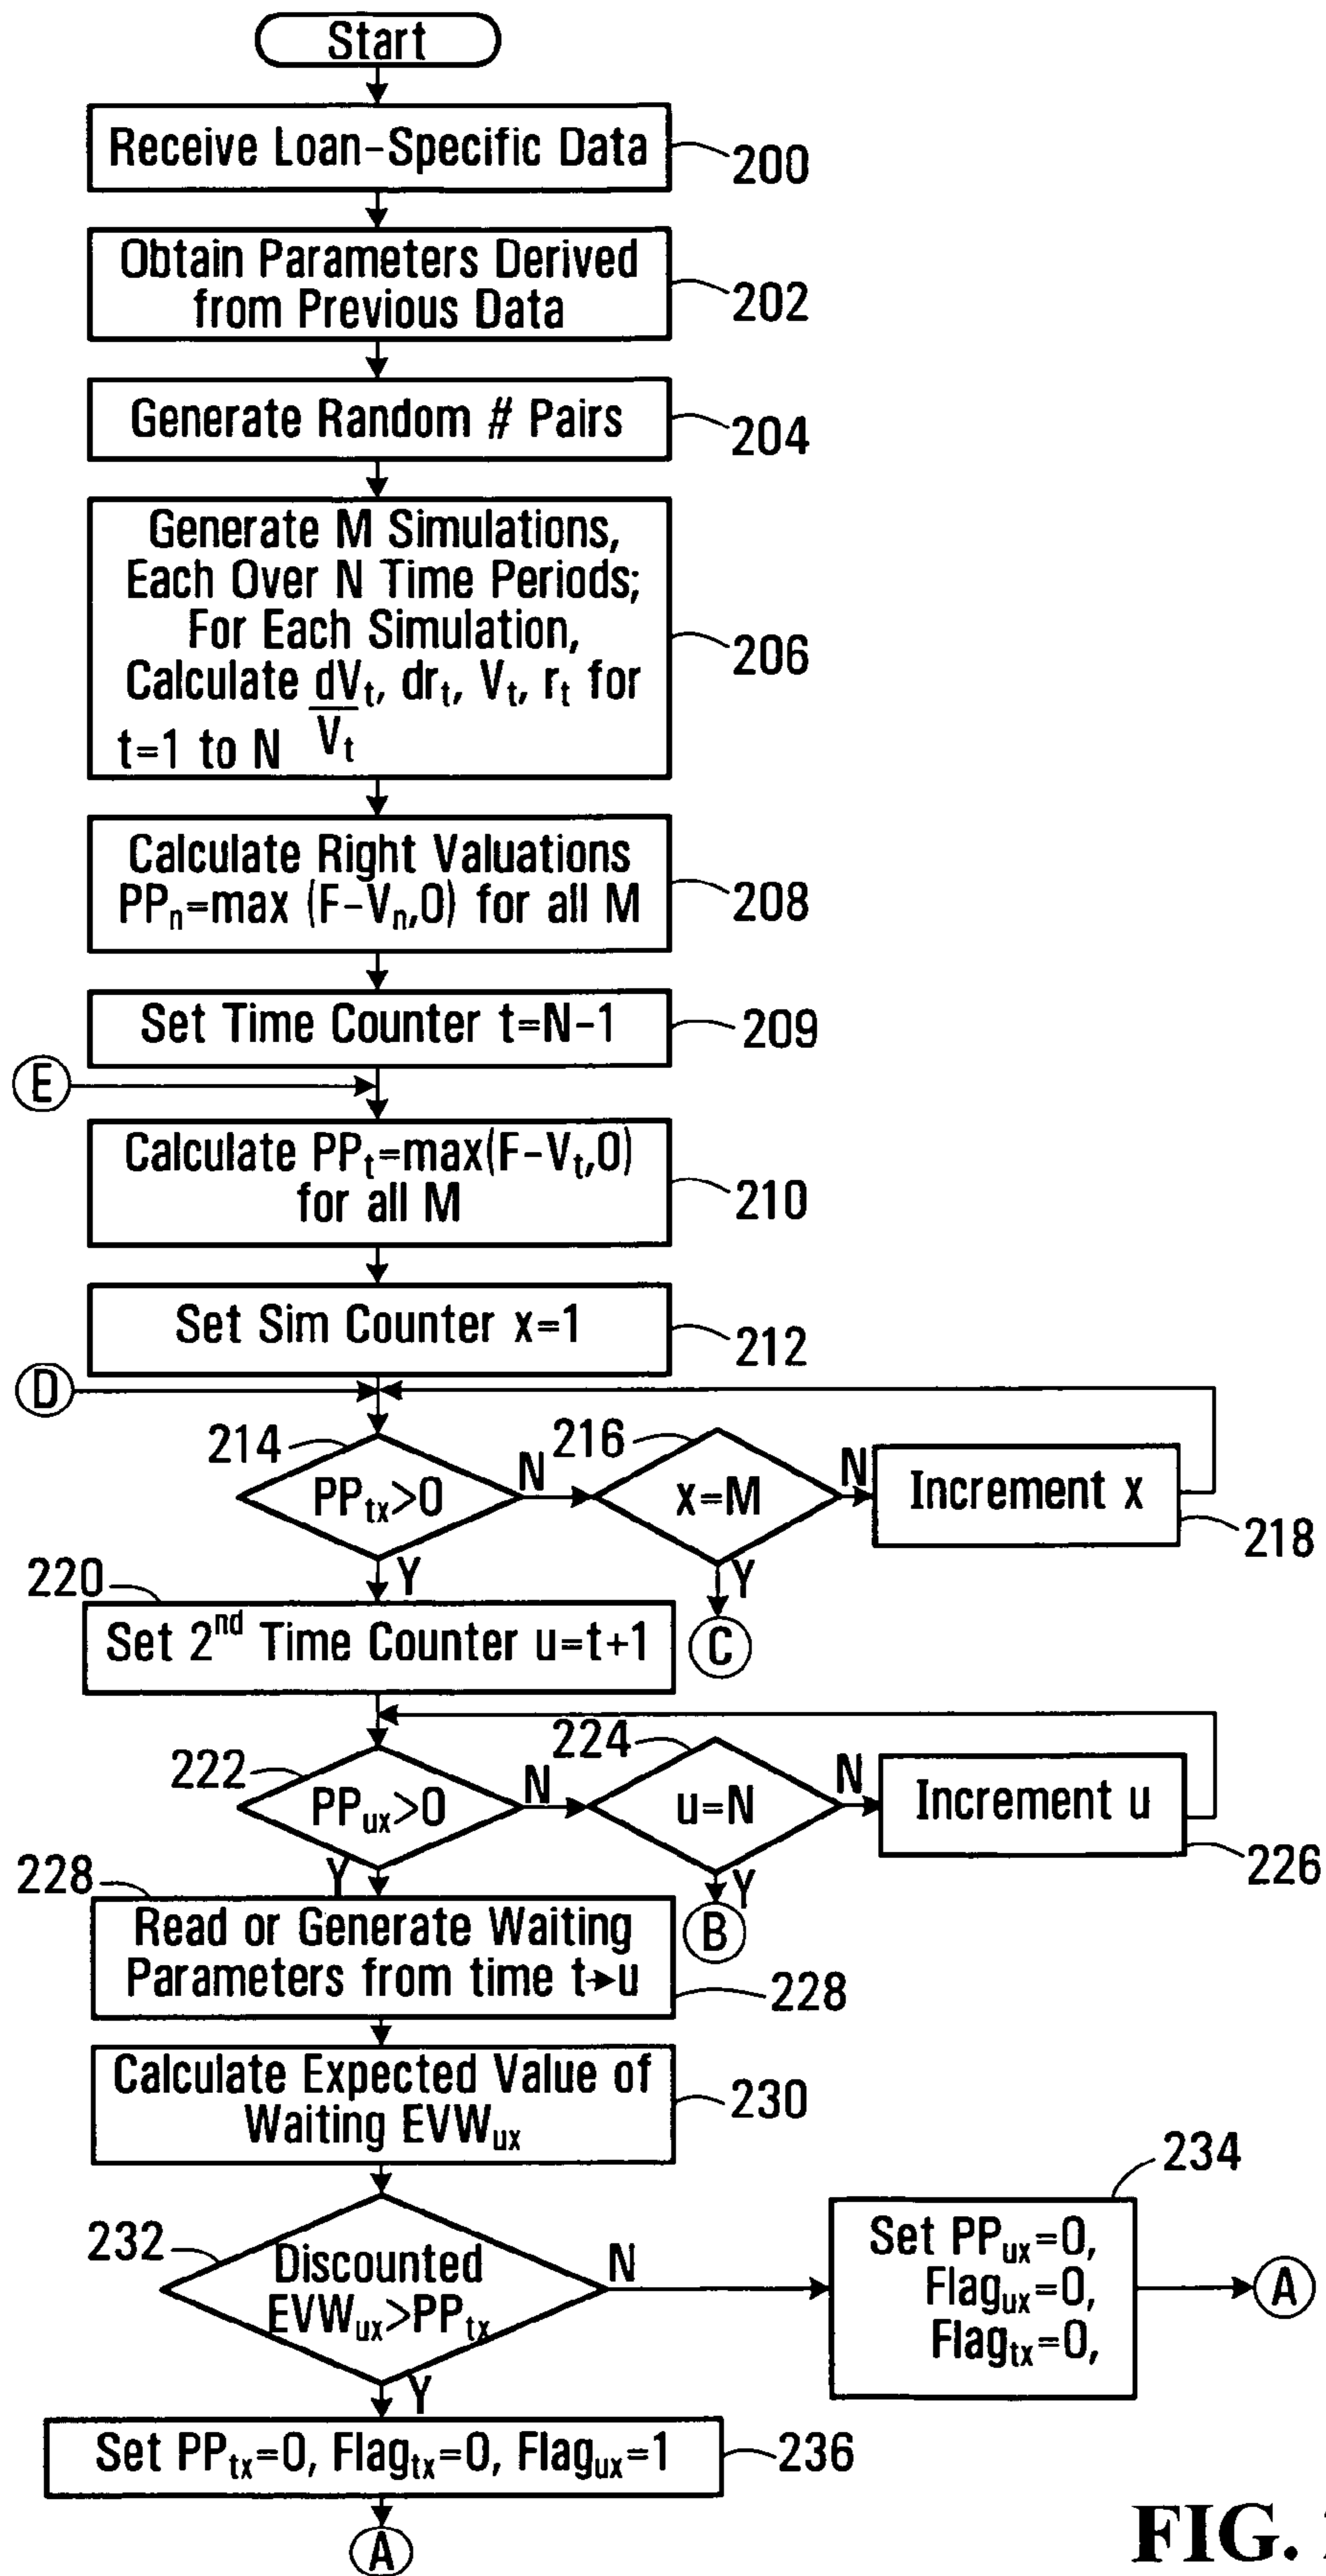 Start
Receive Loan-Specific Data
200
Obtain Parameters Derived
from Previous Data
202
Generate Random # Pairs
204
Generate M Simulations,
Each Over N Time Periods;
For Each Simulation,
Calculate dVₜ, drₜ, Vₜ, rₜ for
Vₜ
t=1 to N
206
Calculate Right Valuations
PPₙ=max (F-Vₙ,0) for all M
208
Set Time Counter t=N-1
209
E
Calculate PPₜ=max(F-Vₜ,0)
for all M
210
Set Sim Counter x=1
212
D
214
PPtx>0
N
216
x=M
N
Increment x
218
Y
Y
C
220
Set 2nd Time Counter u=t+1
222
PPux>0
N
224
u=N
N
Increment u
226
Y
Y
B
228
Read or Generate Waiting
Parameters from time t→u
228
Calculate Expected Value of
Waiting EVWux
230
232
Discounted
EVWux>PPtx
N
234
Set PPux=0,
Flagux=0,
Flagtx=0,
A
Y
Set PPtx=0, Flagtx=0, Flagux=1
236
A
FIG.